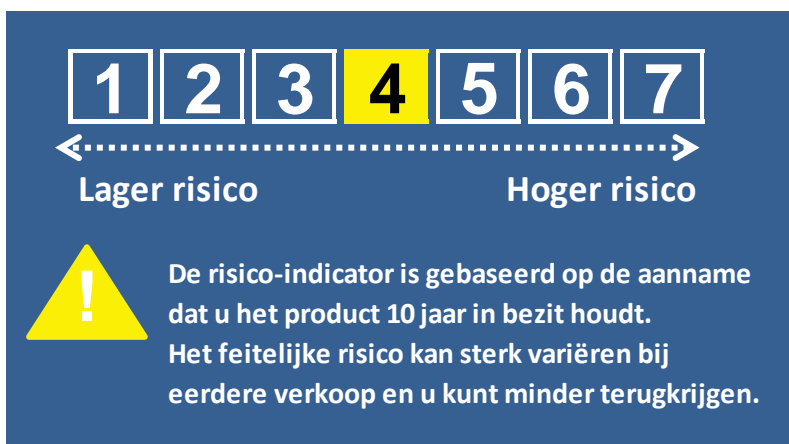 1 2 3 4 5 6 7
Lager risico Hoger risico
!
De risico-indicator is gebaseerd op de aanname
dat u het product 10 jaar in bezit houdt.
Het feitelijke risico kan sterk variëren bij
eerdere verkoop en u kunt minder terugkrijgen.